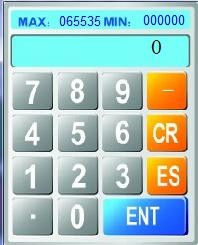 MAX: 065535 MIN: 000000
0
7 8 9 -
4 5 6 CR
1 2 3 ES
. 0 ENT